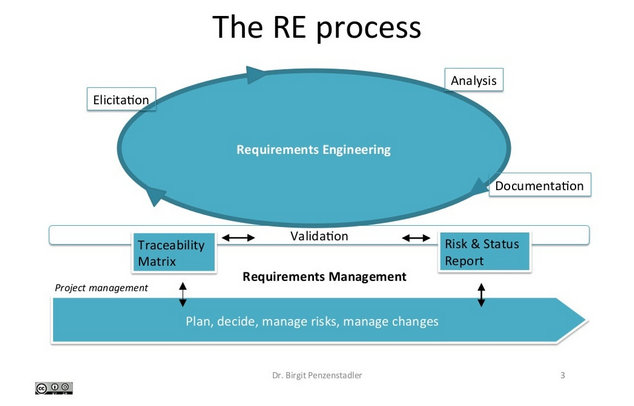 The RE process
Analysis
Elicitation
Requirements Engineering
Documentation
Validation
Traceability
Matrix
Risk & Status
Report
Requirements Management
Project management
Plan, decide, manage risks, manage changes
Dr. Birgit Penzenstadler
3